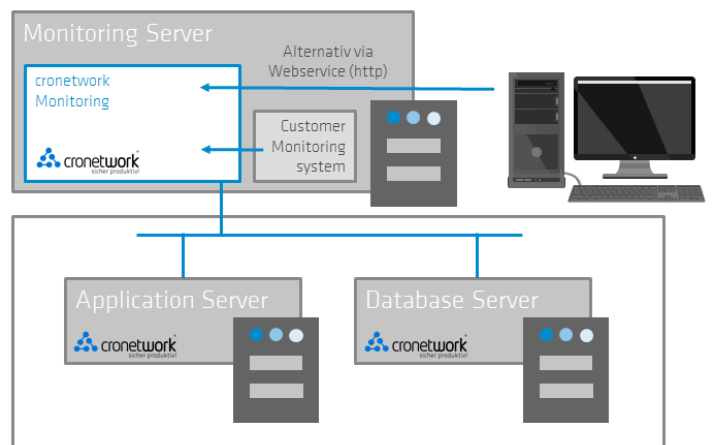 Monitoring Server
Alternativ via
Webservice (http)
cronetwork
Monitoring
Customer
Monitoring
system
cronetwork
sicher produktiv!
Application Server
cronetwork
sicher produktiv!
Database Server
cronetwork
sicher produktiv!